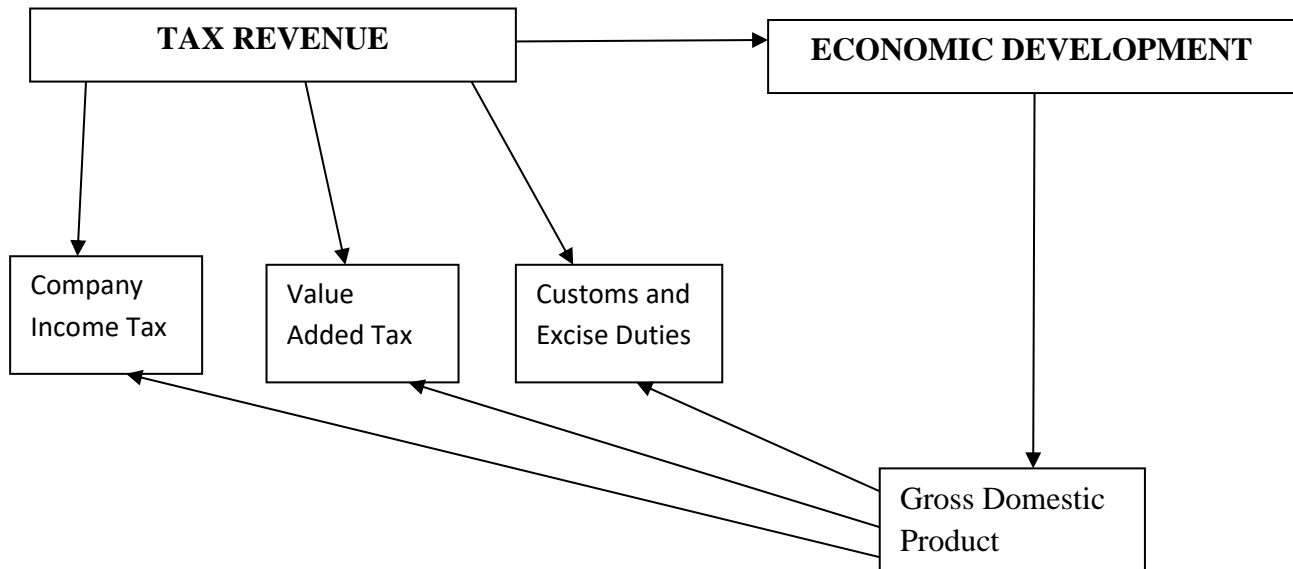 TAX REVENUE
ECONOMIC DEVELOPMENT
Company
Income Tax
Value
Added Tax
Customs and
Excise Duties
Gross Domestic
Product